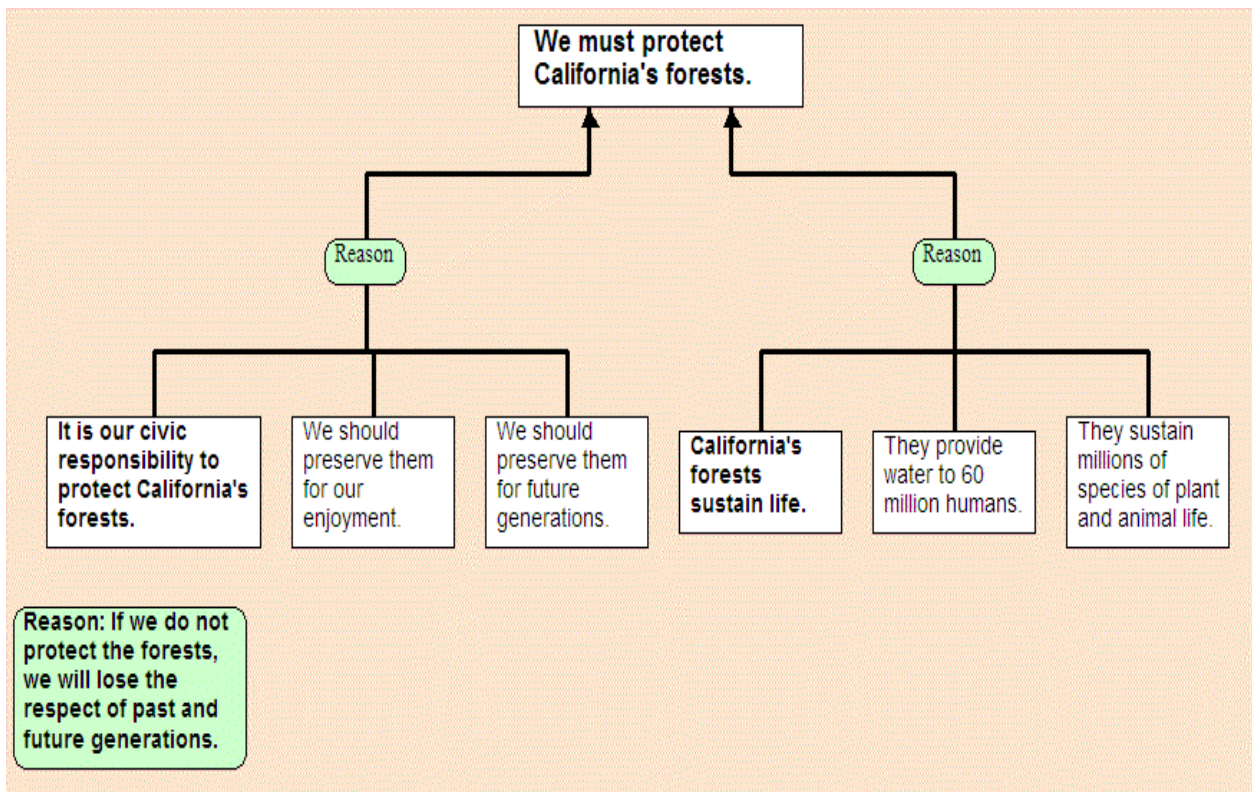 We must protect
California's forests.
Reason
Reason
It is our civic
responsibility to
protect California's
forests.
We should
preserve them
for our
enjoyment.
We should
preserve them
for future
generations.
California's
forests
sustain life.
They provide
water to 60
million humans.
They sustain
millions of
species of plant
and animal life.
Reason: If we do not
protect the forests,
we will lose the
respect of past and
future generations.